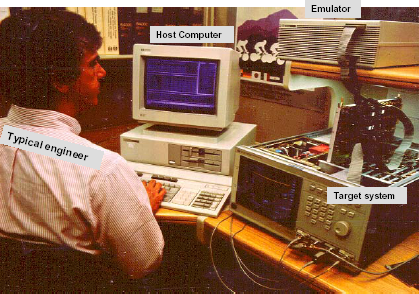 Emulator
Host Computer
Typical engineer
Target system